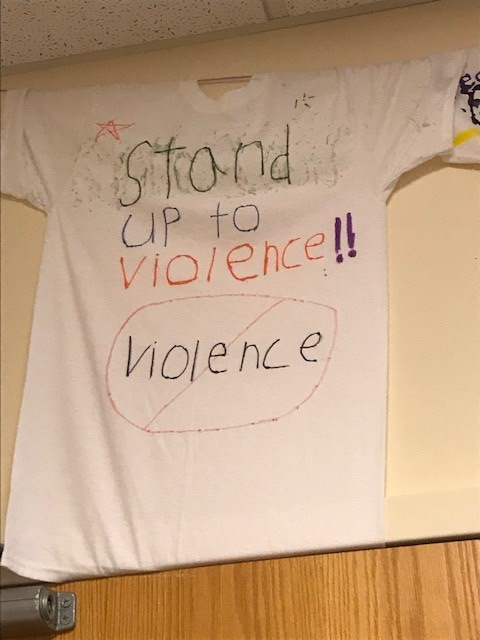 Stand
up to
violence!!
violence